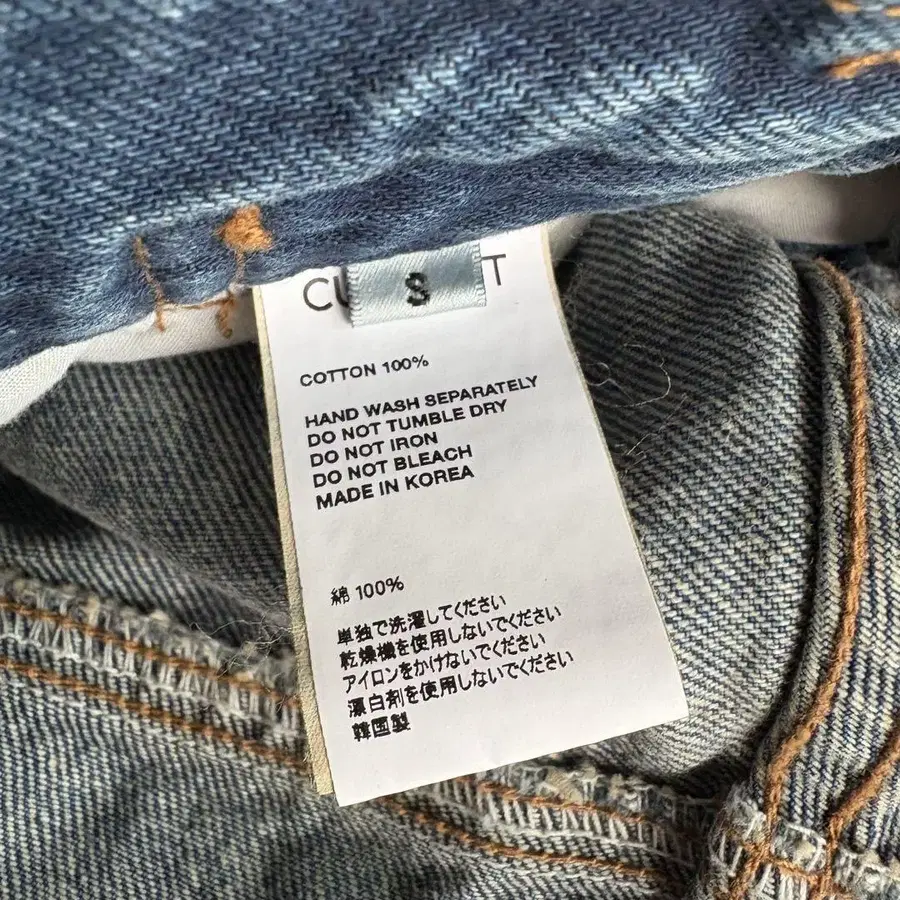 S
COTTON 100%
HAND WASH SEPARATELY
DO NOT TUMBLE DRY
DO NOT IRON
DO NOT BLEACH
MADE IN KOREA
綿 100%
単独で洗濯してください
乾燥機を使用しないでください
アイロンをかけないでください
漂白剤を使用しないでください
韓国製